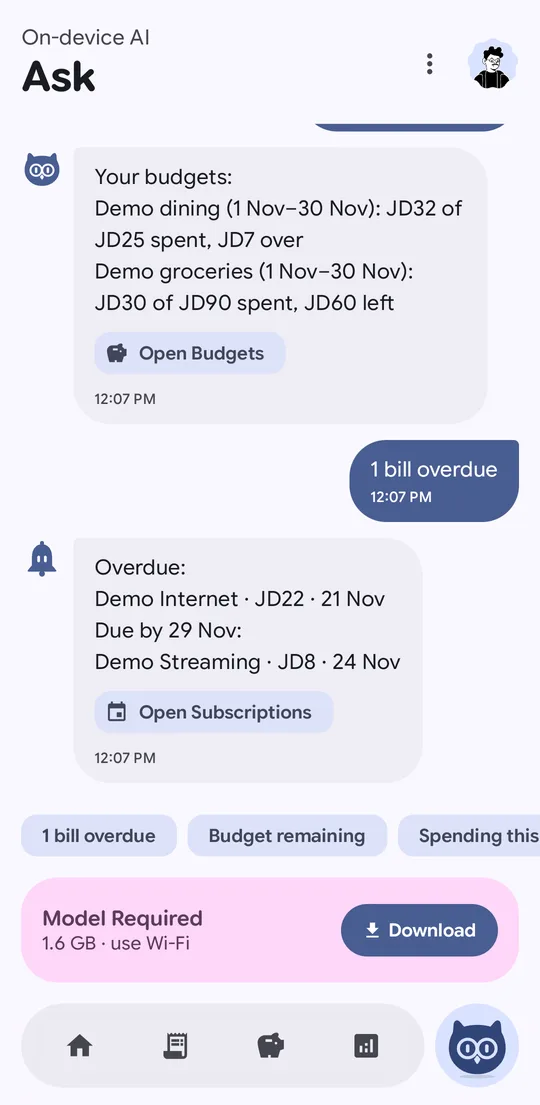 On-device AI
Ask
Your budgets:
Demo dining (1 Nov–30 Nov): JD32 of
JD25 spent, JD7 over
Demo groceries (1 Nov–30 Nov):
JD30 of JD90 spent, JD60 left
Open Budgets
12:07 PM
1 bill overdue
12:07 PM
Overdue:
Demo Internet · JD22 · 21 Nov
Due by 29 Nov:
Demo Streaming · JD8 · 24 Nov
Open Subscriptions
12:07 PM
1 bill overdue
Budget remaining
Spending this
Model Required
1.6 GB · use Wi-Fi
Download